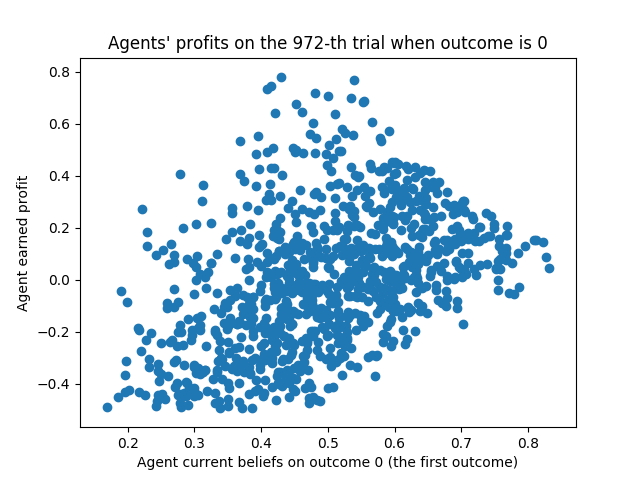 Agents' profits on the 972-th trial when outcome is 0
Agent earned profit
0.8
0.6
0.4
0.2
0.0
−0.2
−0.4
0.2 0.3 0.4 0.5 0.6 0.7 0.8
Agent current beliefs on outcome 0 (the first outcome)